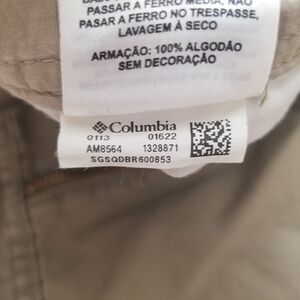 PASSAR A FERRO MÉDIA, NÃO
PASSAR A FERRO NO TRESPASSE,
LAVAGEM À SECO
ARMAÇÃO: 100% ALGODÃO
SEM DECORAÇÃO
Columbia
0113 01622
AM8564 1328871
SGSQDBR600853